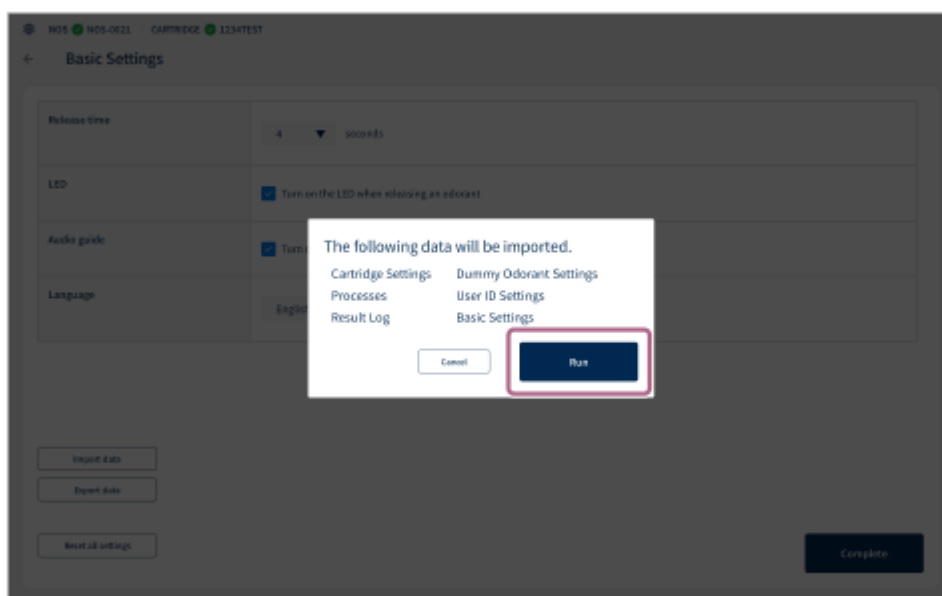 NOS NOS-0021 CARTRIDGE 1234TEST
← Basic Settings
Release time
4 ▼ seconds
LED
Turn on the LED when releasing an odorant
Audio guide
Turn
Language
English
The following data will be imported.
Cartridge Settings Dummy Odorant Settings
Processes User ID Settings
Result Log Basic Settings
Cancel Run
Import data
Export data
Reset all settings
Complete